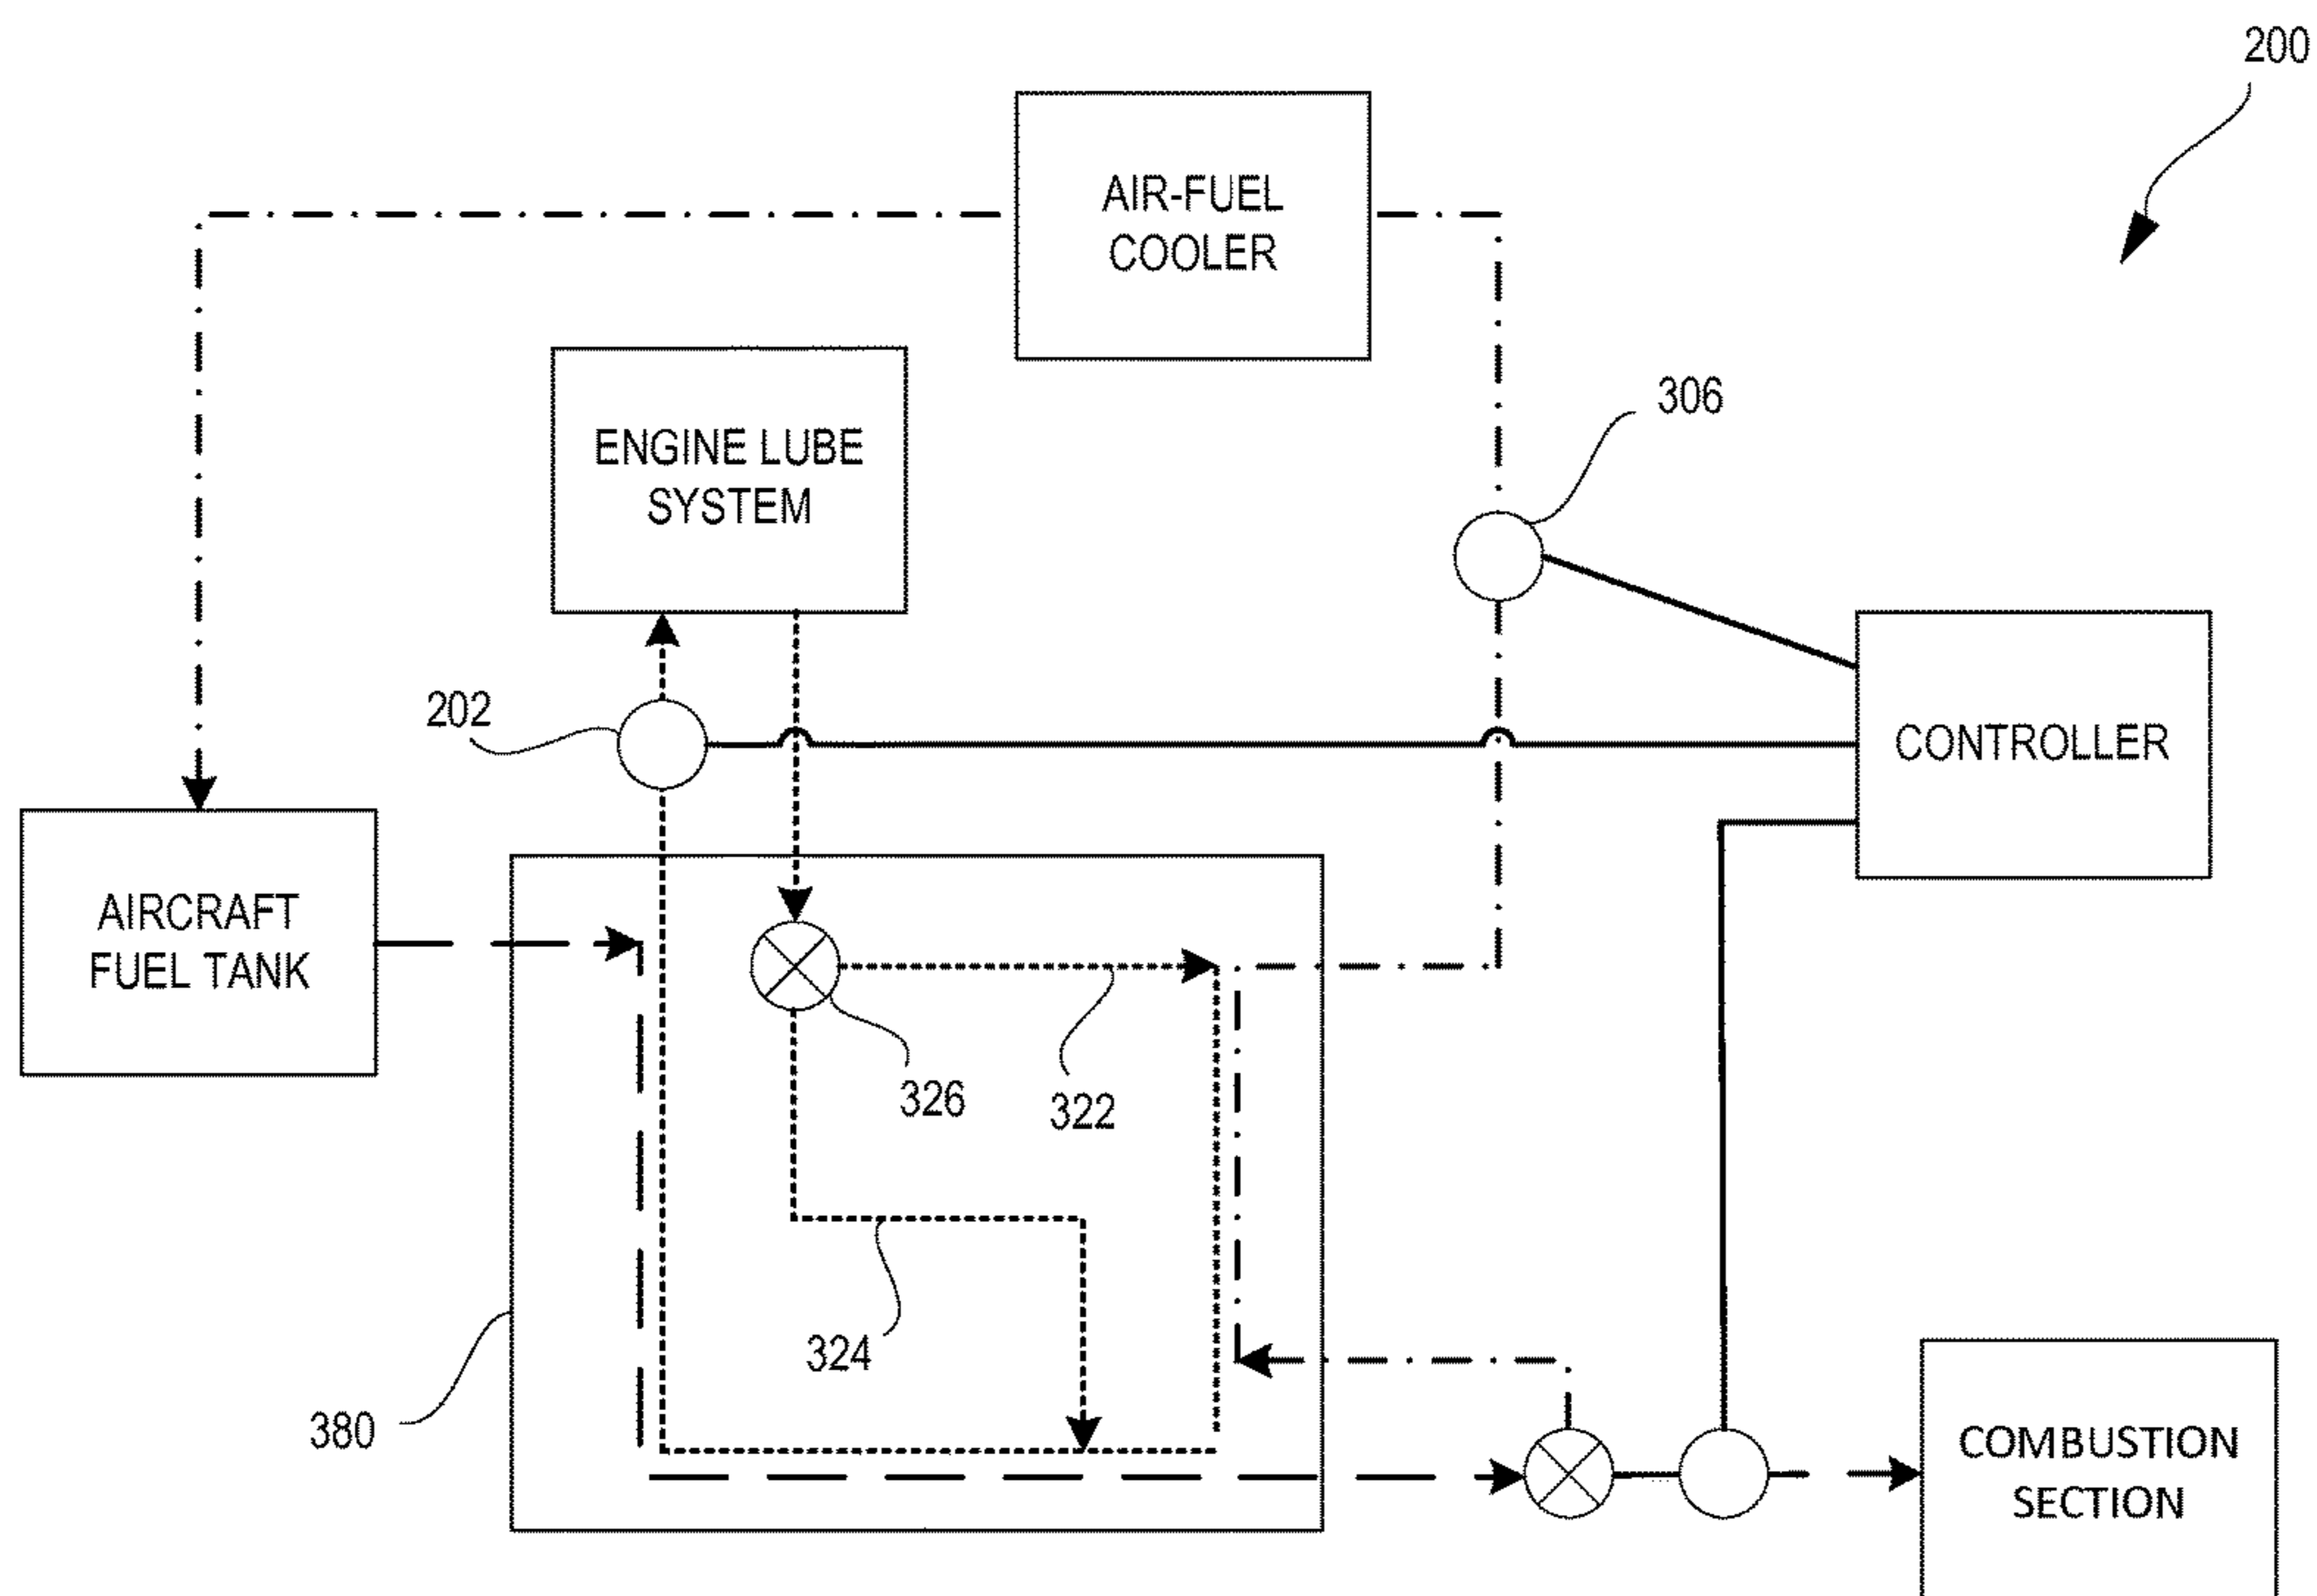 200
AIR-FUEL
COOLER
306
ENGINE LUBE
SYSTEM
202
CONTROLLER
AIRCRAFT
FUEL TANK
326
322
324
380
COMBUSTION
SECTION